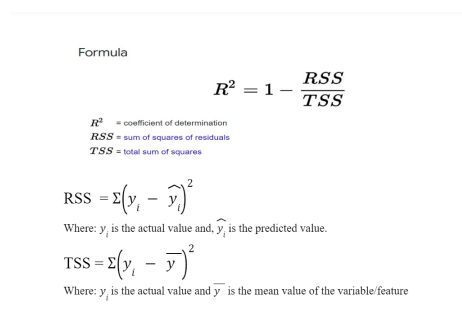 Formula
R² = 1 − RSS/TSS
R² = coefficient of determination
RSS = sum of squares of residuals
TSS = total sum of squares
RSS = Σ(yᵢ − ŷᵢ)²
Where: yᵢ is the actual value and, ŷᵢ is the predicted value.
TSS = Σ(yᵢ − ȳ)²
Where: yᵢ is the actual value and ȳ is the mean value of the variable/feature